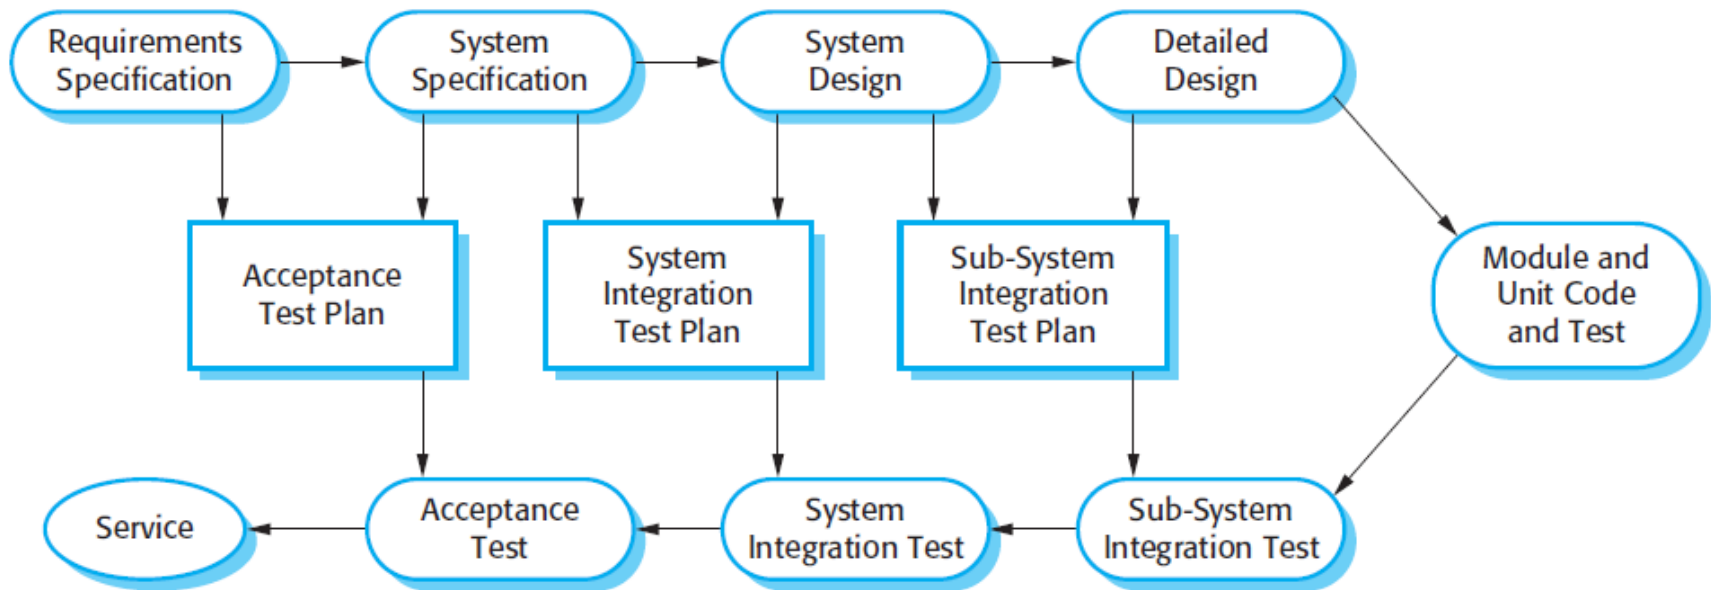 Requirements
Specification
System
Specification
System
Design
Detailed
Design
Acceptance
Test Plan
System
Integration
Test Plan
Sub-System
Integration
Test Plan
Module and
Unit Code
and Test
Service
Acceptance
Test
System
Integration Test
Sub-System
Integration Test